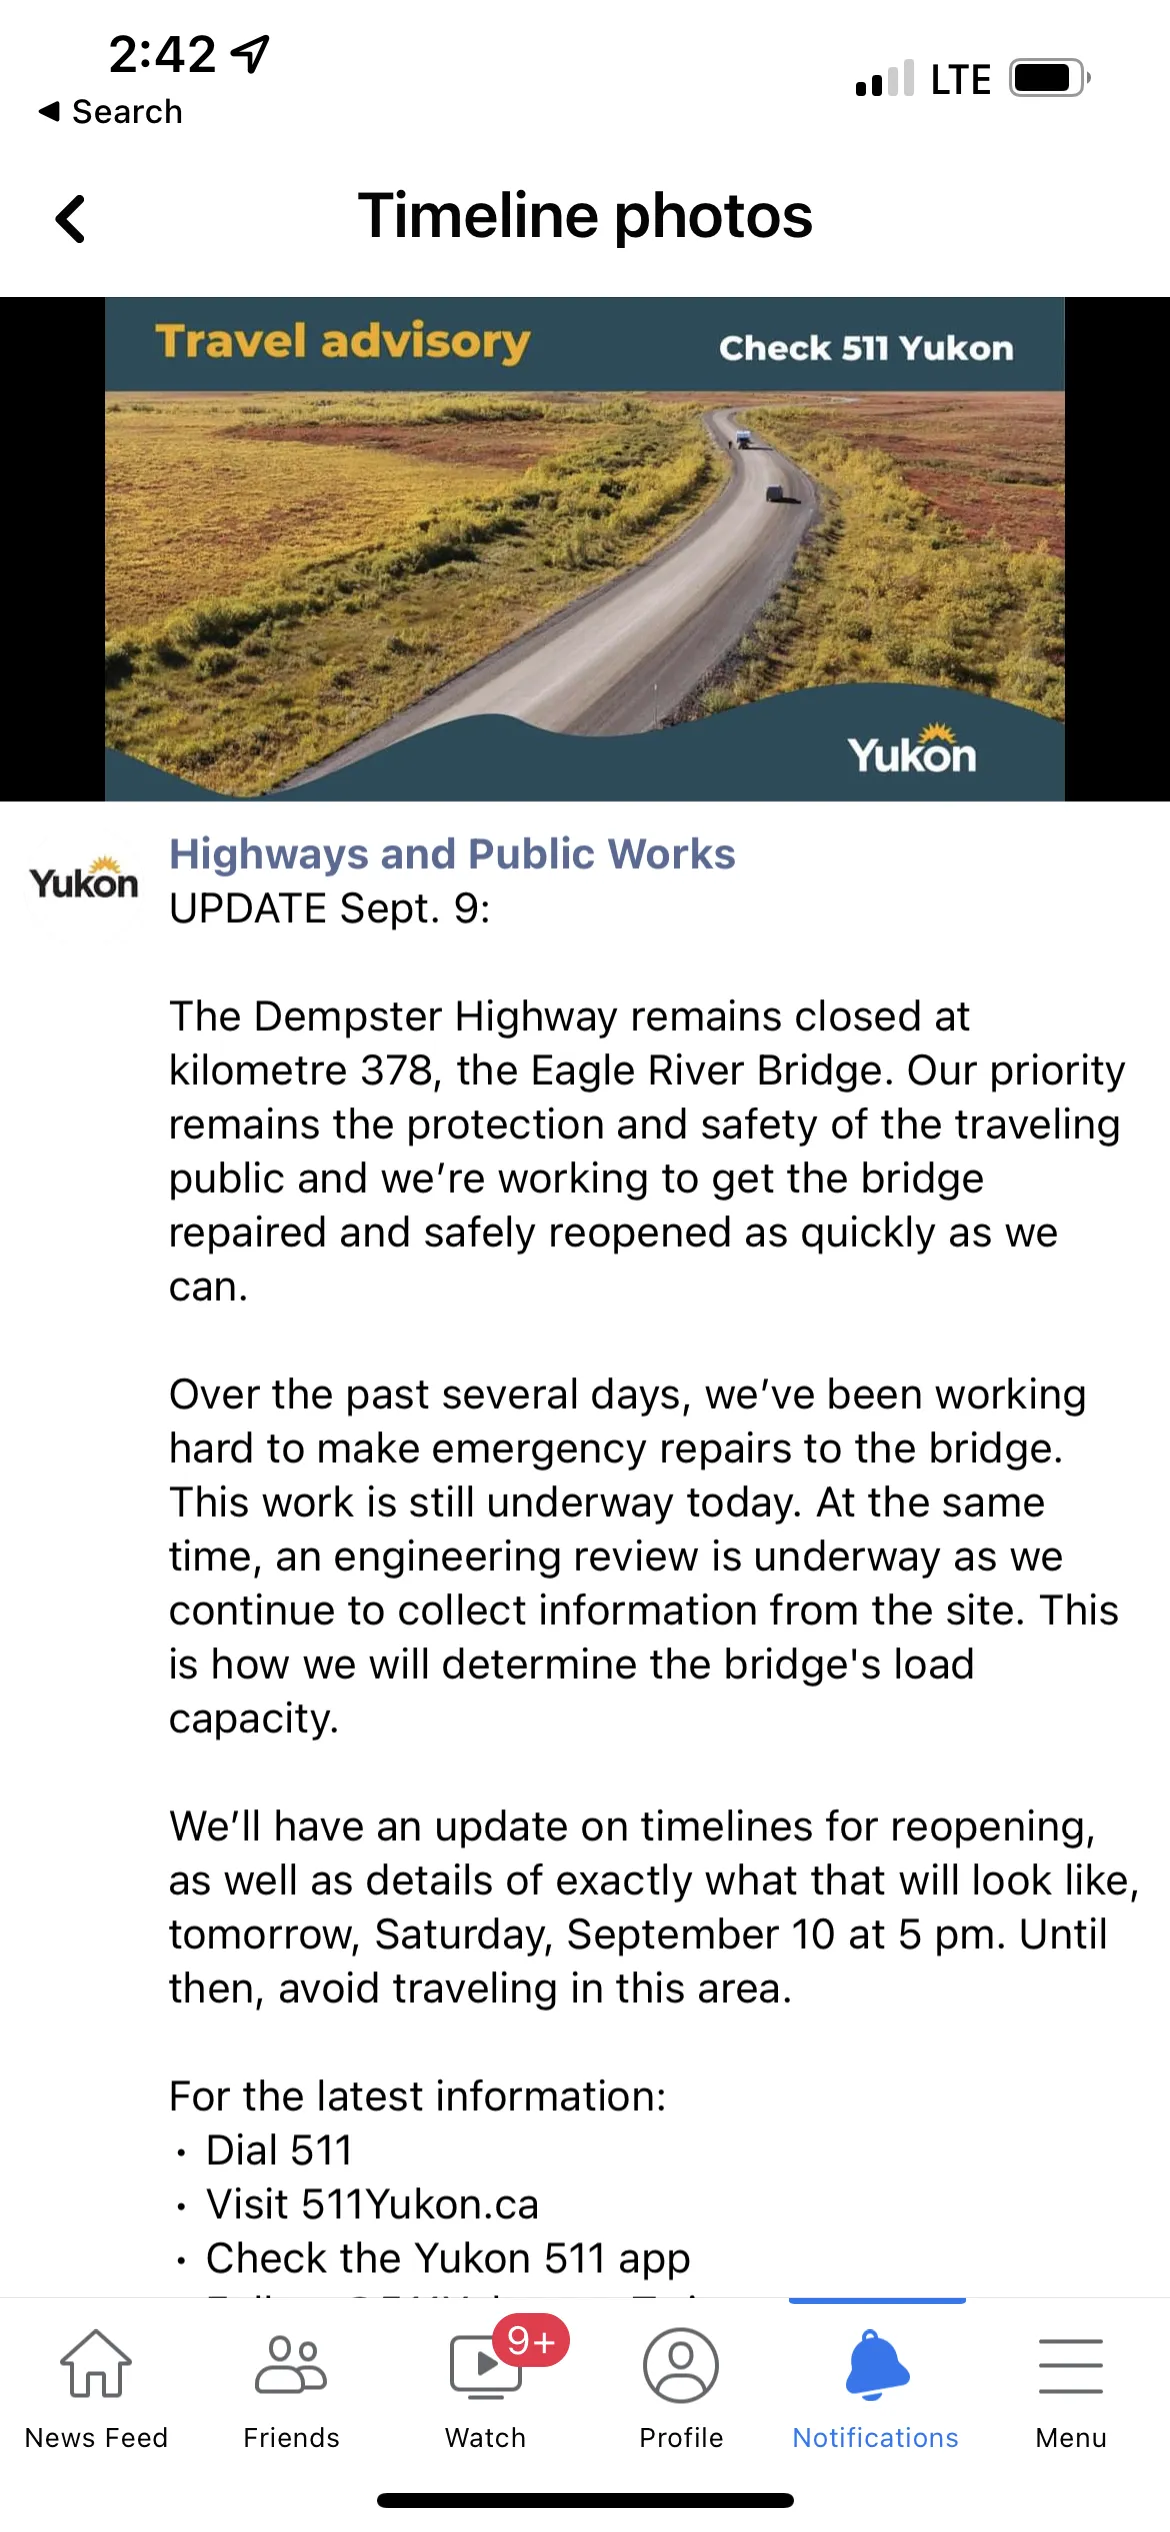 2:42
LTE
Search
Timeline photos
Travel advisory
Check 511 Yukon
Yukon
Yukon
Highways and Public Works
UPDATE Sept. 9:
The Dempster Highway remains closed at
kilometre 378, the Eagle River Bridge. Our priority
remains the protection and safety of the traveling
public and we’re working to get the bridge
repaired and safely reopened as quickly as we
can.
Over the past several days, we’ve been working
hard to make emergency repairs to the bridge.
This work is still underway today. At the same
time, an engineering review is underway as we
continue to collect information from the site. This
is how we will determine the bridge's load
capacity.
We’ll have an update on timelines for reopening,
as well as details of exactly what that will look like,
tomorrow, Saturday, September 10 at 5 pm. Until
then, avoid traveling in this area.
For the latest information:
• Dial 511
• Visit 511Yukon.ca
• Check the Yukon 511 app
9+
News Feed
Friends
Watch
Profile
Notifications
Menu